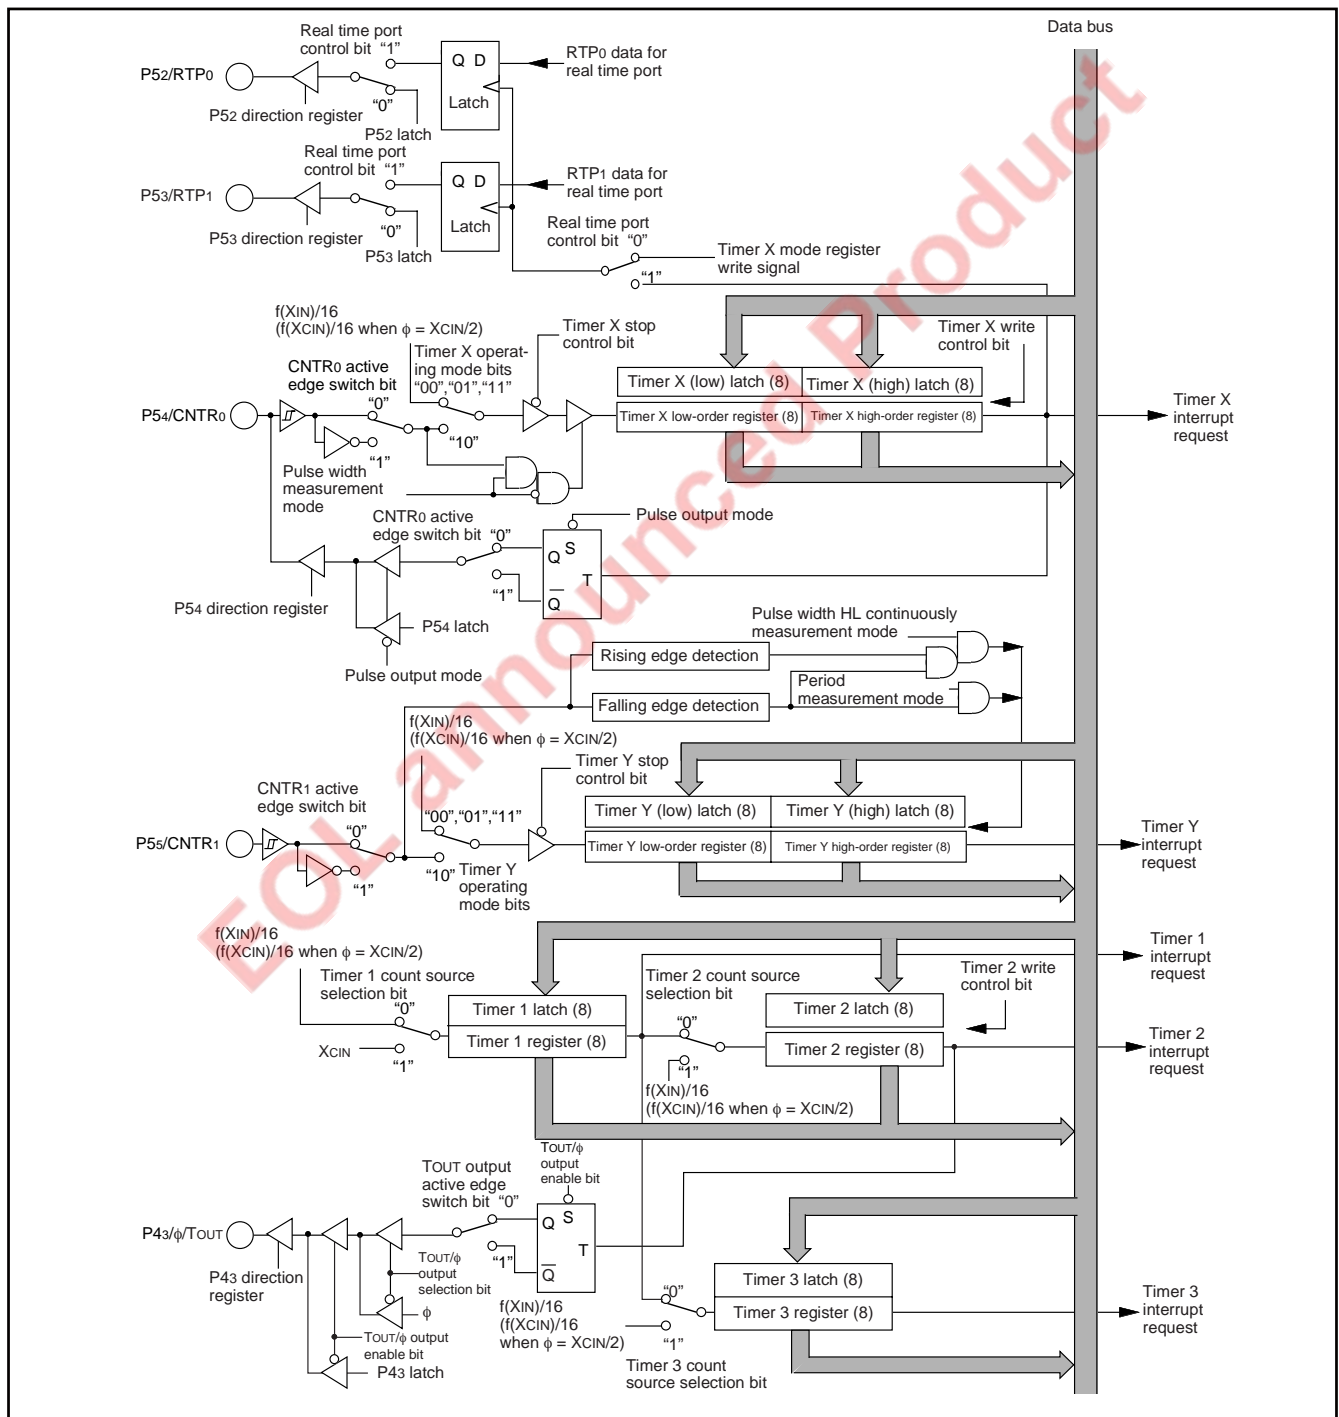 Data bus
Real time port
control bit “1”
P52/RTP0
Q D
Latch
RTP0 data for
real time port
“0”
P52 direction register
P52 latch
Real time port
control bit “1”
P53/RTP1
Q D
Latch
RTP1 data for
real time port
“0”
P53 direction register
P53 latch
Real time port
control bit “0”
“1”
Timer X mode register
write signal
f(XIN)/16
(f(XCIN)/16 when ϕ = XCIN/2)
Timer X stop
control bit
Timer X write
control bit
CNTR0 active
edge switch bit
Timer X operat-
ing mode bits
“00”,“01”,“11”
Timer X (low) latch (8)
Timer X (high) latch (8)
P54/CNTR0
“0”
“10”
“1”
Timer X low-order register (8)
Timer X high-order register (8)
Timer X
interrupt
request
Pulse width
measurement
mode
CNTR0 active
edge switch bit
“0”
Pulse output mode
Q S
T
Q
“1”
P54 direction register
P54 latch
Pulse output mode
Pulse width HL continuously
measurement mode
Rising edge detection
Period
measurement mode
Falling edge detection
f(XIN)/16
(f(XCIN)/16 when ϕ = XCIN/2)
Timer Y stop
control bit
CNTR1 active
edge switch bit
“00”,“01”,“11”
Timer Y (low) latch (8)
Timer Y (high) latch (8)
P55/CNTR1
“0”
“10”
“1”
Timer Y
operating
mode bits
Timer Y low-order register (8)
Timer Y high-order register (8)
Timer Y
interrupt
request
f(XIN)/16
(f(XCIN)/16 when ϕ = XCIN/2)
Timer 1
interrupt
request
Timer 1 count source
selection bit
Timer 2 count source
selection bit
Timer 2 write
control bit
“0”
XCIN
“1”
Timer 1 latch (8)
Timer 1 register (8)
“0”
“1”
Timer 2 latch (8)
Timer 2 register (8)
Timer 2
interrupt
request
f(XIN)/16
(f(XCIN)/16 when ϕ = XCIN/2)
TOUT output
active edge
switch bit “0”
TOUT/ϕ
output
enable bit
P43/ϕ/TOUT
Q S
T
Q
“1”
P43 direction
register
TOUT/ϕ
output
selection bit
ϕ
TOUT/ϕ output
enable bit
P43 latch
f(XIN)/16
(f(XCIN)/16
when ϕ = XCIN/2)
“0”
“1”
Timer 3 latch (8)
Timer 3 register (8)
Timer 3
interrupt
request
Timer 3 count
source selection bit
EOL announced Product